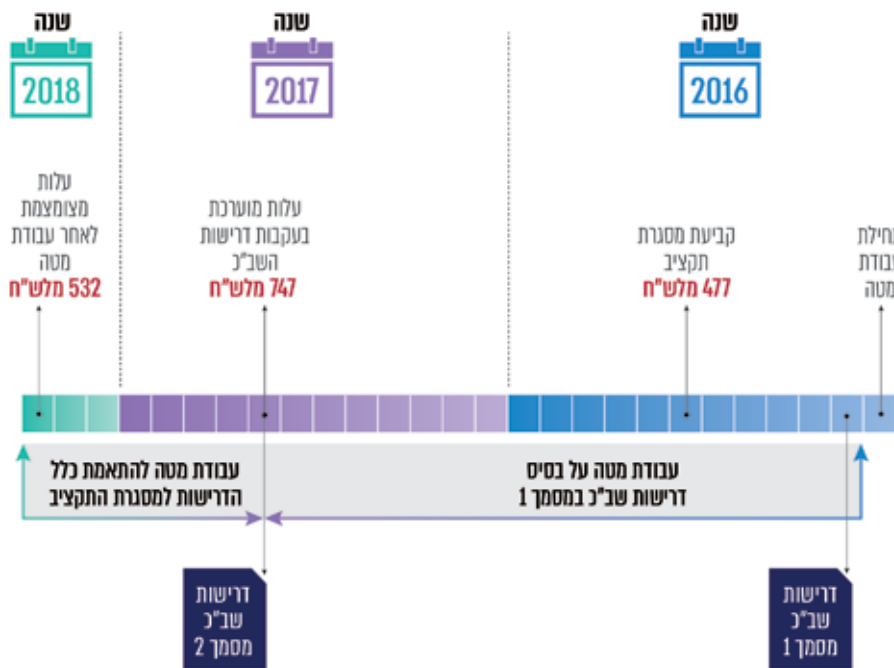 שנה
2016
שנה
2017
שנה
2018
עבודת
מטה
קביעת מסגרת
תקציב
477 מלש"ח
עלות מוערכת
בעקבות דרישות
השב"כ
747 מלש"ח
עלות
מצומצמת
לאחר עבודת
מטה
532 מלש"ח
עבודת מטה על בסיס
דרישות שב"כ במסמך 1
עבודת מטה להתאמת כלל
הדרישות למסגרת התקציב
דרישות
שב"כ
מסמך 1
דרישות
שב"כ
מסמך 2